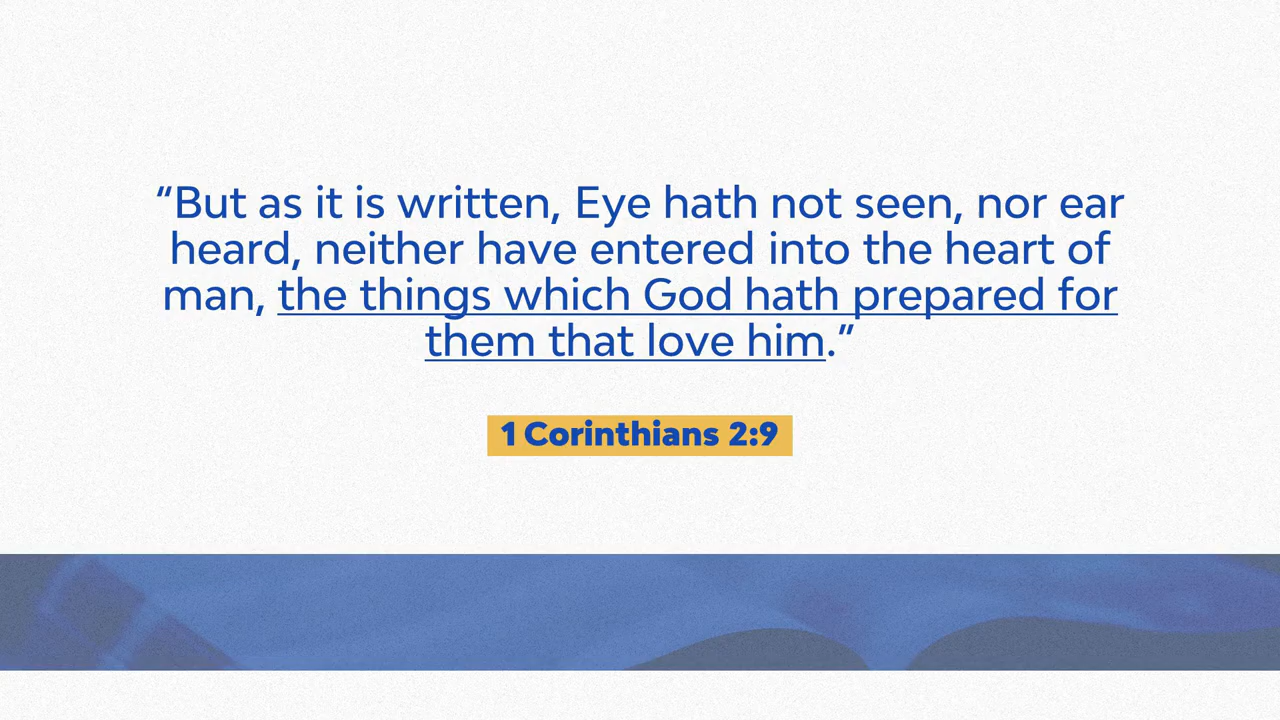 “But as it is written, Eye hath not seen, nor ear
heard, neither have entered into the heart of
man, the things which God hath prepared for
them that love him.”
1 Corinthians 2:9